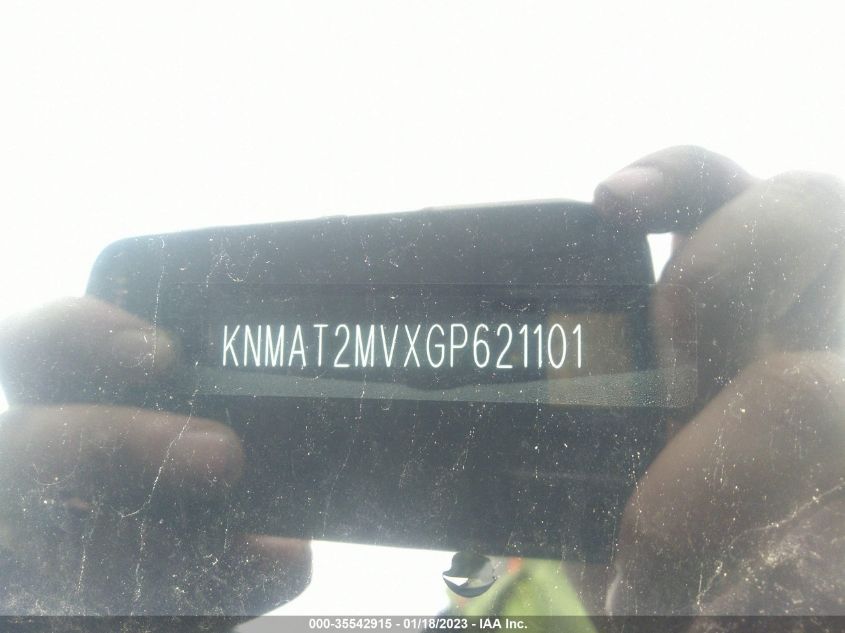 KNMAT2MVXGP621101
000-35542915 - 01/18/2023 - IAA Inc.